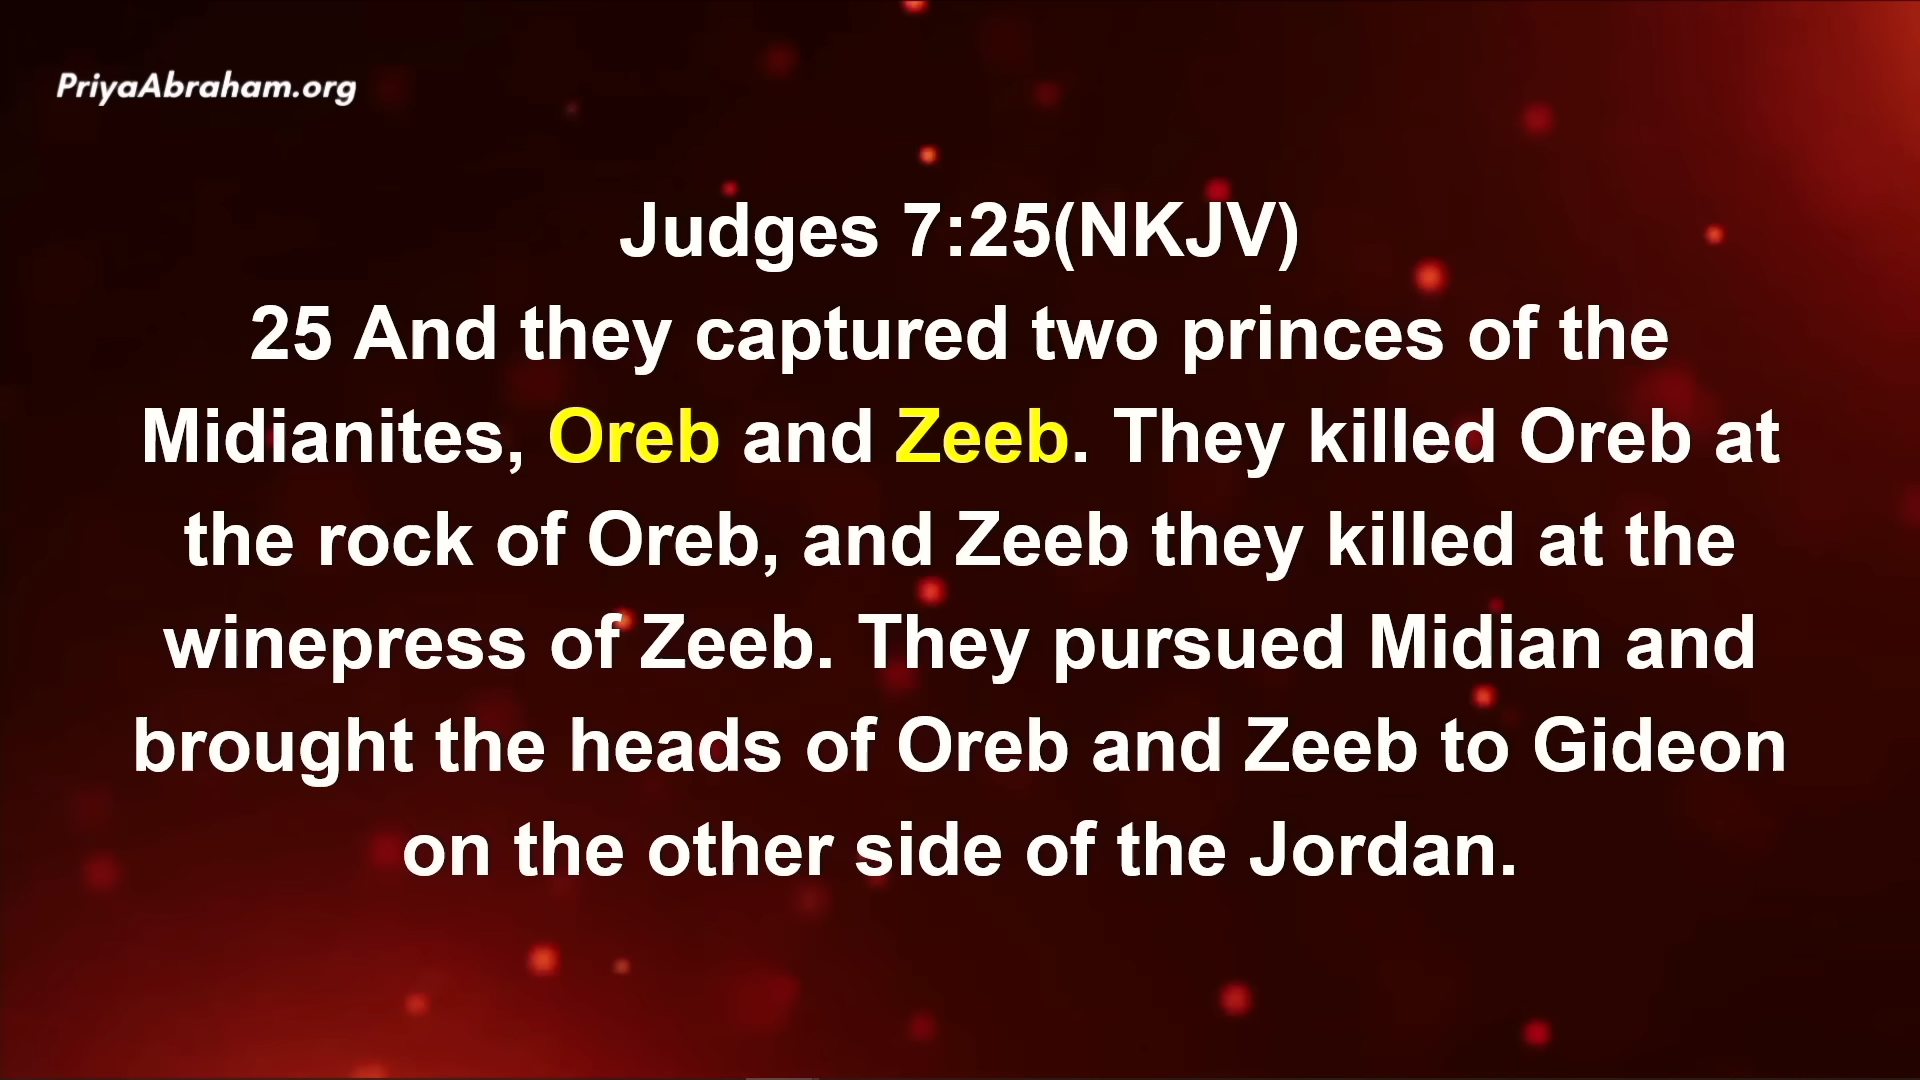 PriyaAbraham.org
Judges 7:25(NKJV)
25 And they captured two princes of the
Midianites, Oreb and Zeeb. They killed Oreb at
the rock of Oreb, and Zeeb they killed at the
winepress of Zeeb. They pursued Midian and
brought the heads of Oreb and Zeeb to Gideon
on the other side of the Jordan.